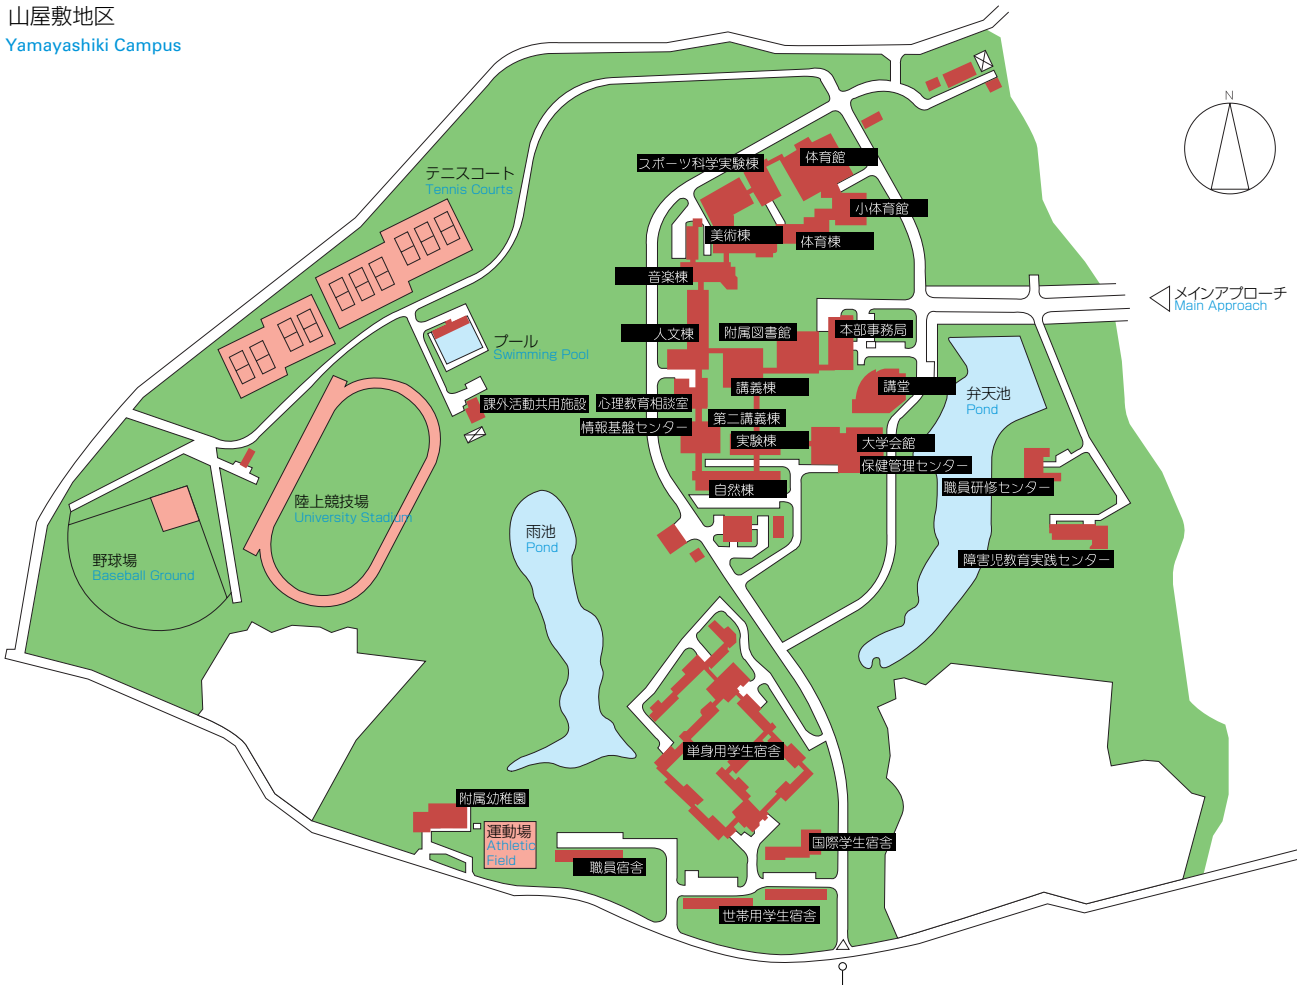 山屋敷地区
Yamayashiki Campus
N
テニスコート
Tennis Courts
スポーツ科学実験棟
体育館
小体育館
美術棟
体育棟
音楽棟
メインアプローチ
Main Approach
人文棟
附属図書館
本部事務局
プール
Swimming Pool
講義棟
講堂
弁天池
Pond
課外活動共用施設
心理教育相談室
情報基盤センター
第二講義棟
実験棟
大学会館
保健管理センター
職員研修センター
自然棟
陸上競技場
University Stadium
雨池
Pond
野球場
Baseball Ground
障害児教育実践センター
単身用学生宿舎
附属幼稚園
運動場
Athletic
Field
国際学生宿舎
職員宿舎
世帯用学生宿舎